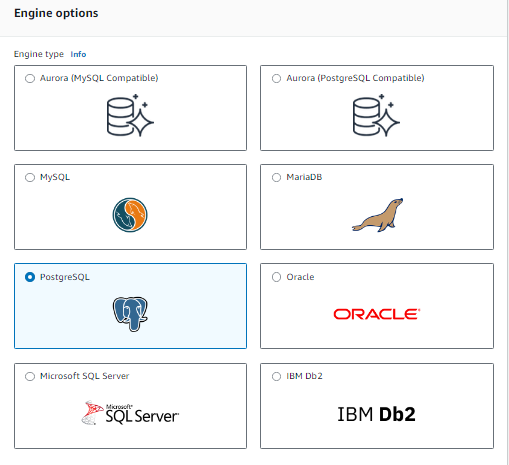 Engine options
Engine type Info
Aurora (MySQL Compatible)
Aurora (PostgreSQL Compatible)
MySQL
MariaDB
PostgreSQL
Oracle
ORACLE
Microsoft SQL Server
IBM Db2
Microsoft
SQL Server
IBM Db2